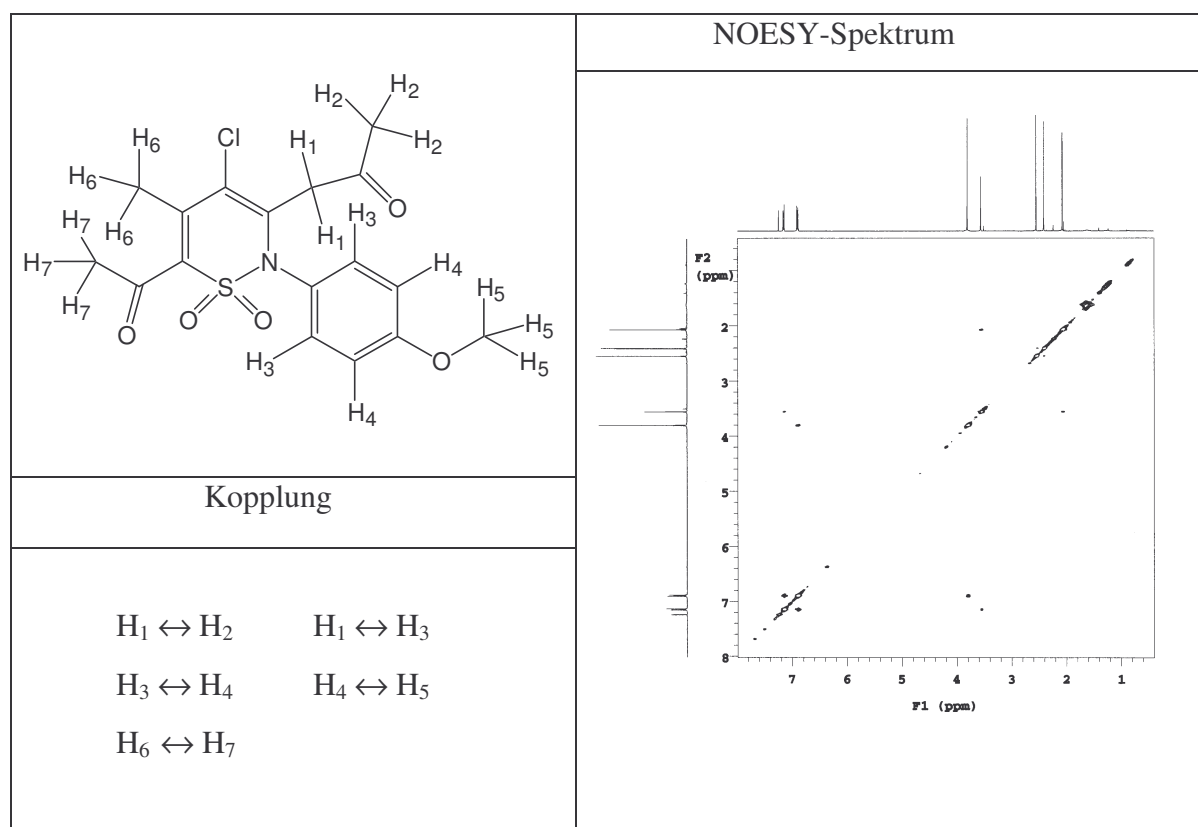 NOESY-Spektrum
H₂ H₂
H₆ Cl H₁ H₂
H₆
H₇ H₆ H₁ H₃ O
H₇ N H₄
H₇ S H₅
O O O H₅
H₃ O H₅
H₄
Kopplung
H₁ ↔ H₂ H₁ ↔ H₃
H₃ ↔ H₄ H₄ ↔ H₅
H₆ ↔ H₇
F2
(ppm)
2
3
4
5
6
7
8
7 6 5 4 3 2 1
F1 (ppm)